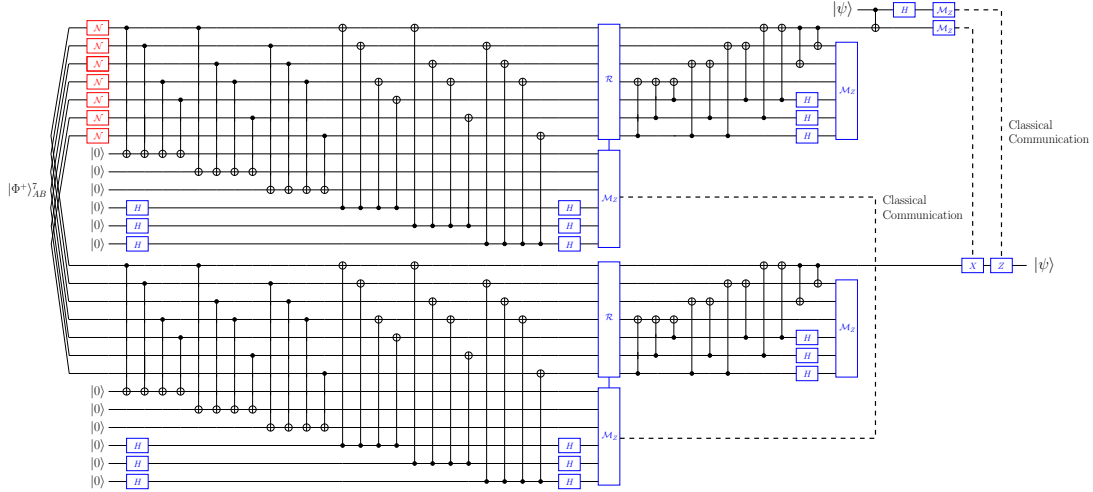 |ψ⟩ H 𝓜_Z
𝒩 𝓜_Z
𝒩
𝒩
𝒩 𝓡 𝓜_Z
𝒩 H
𝒩 H
𝒩 H
Classical
Communication
|0⟩
|0⟩
|Φ⁺⟩⁷_AB |0⟩ 𝓜_Z
|0⟩ H H
Classical
Communication
|0⟩ H H
|0⟩ H H
X Z |ψ⟩
𝓡 𝓜_Z
H
H
H
|0⟩
|0⟩
|0⟩ 𝓜_Z
|0⟩ H H
|0⟩ H H
|0⟩ H H